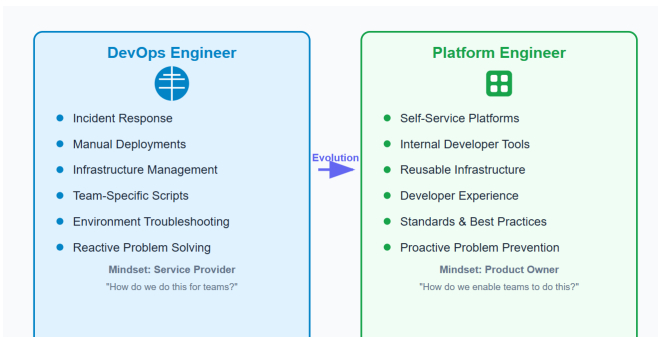 DevOps Engineer
Incident Response
Manual Deployments
Infrastructure Management
Team-Specific Scripts
Environment Troubleshooting
Reactive Problem Solving
Mindset: Service Provider
"How do we do this for teams?"
Evolution
Platform Engineer
Self-Service Platforms
Internal Developer Tools
Reusable Infrastructure
Developer Experience
Standards & Best Practices
Proactive Problem Prevention
Mindset: Product Owner
"How do we enable teams to do this?"